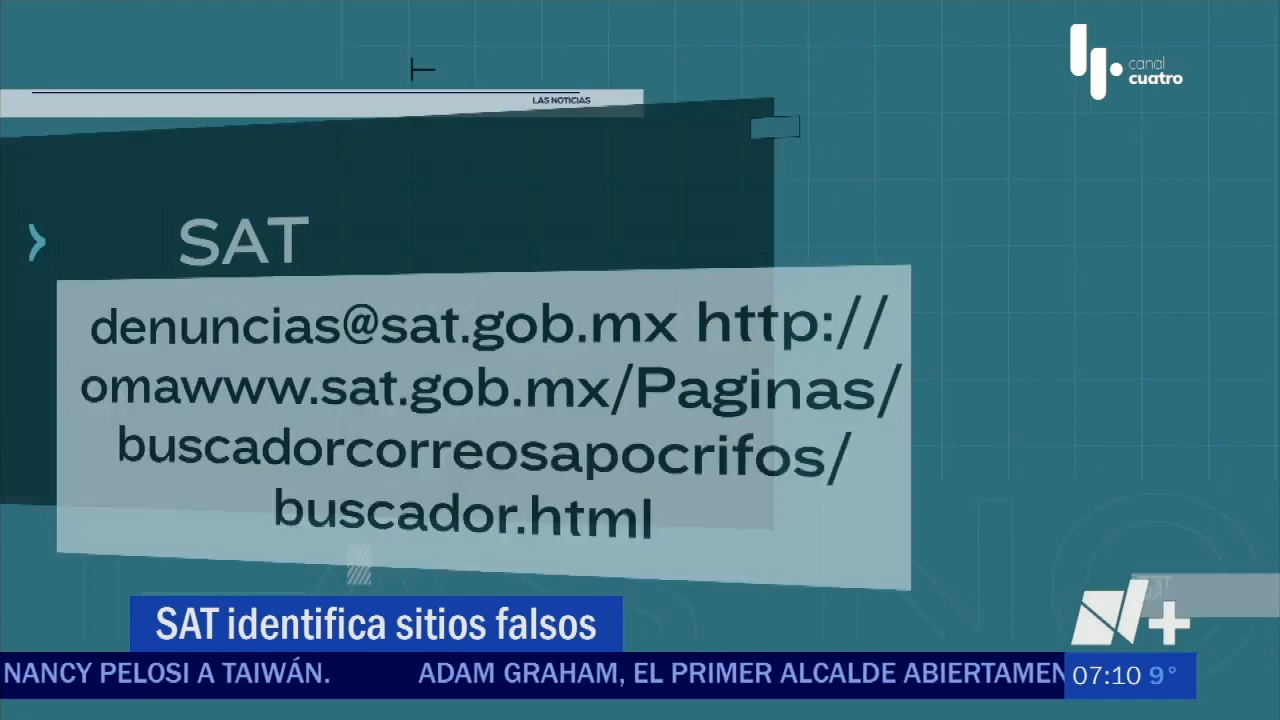 canal
cuatro
LAS NOTICIAS
SAT
denuncias@sat.gob.mx http://
omawww.sat.gob.mx/Paginas/
buscadorcorreosapocrifos/
buscador.html
SAT identifica sitios falsos
NANCY PELOSI A TAIWÁN. ADAM GRAHAM, EL PRIMER ALCALDE ABIERTAMEN
07:10 9°